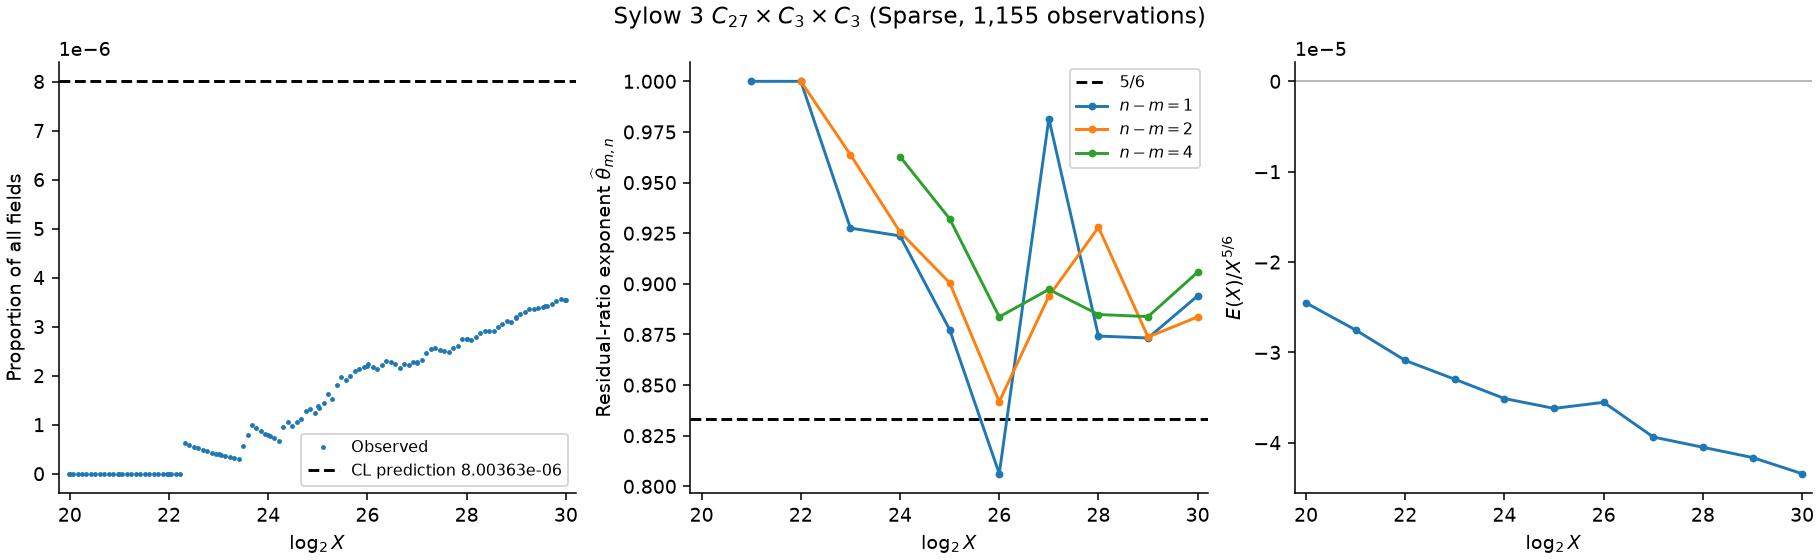 Sylow 3 C₂₇ × C₃ × C₃ (Sparse, 1,155 observations)
1e−6
8
7
6
5
4
3
2
1
0
Proportion of all fields
Observed
CL prediction 8.00363e-06
20 22 24 26 28 30
log₂ X
1.000
0.975
0.950
0.925
0.900
0.875
0.850
0.825
0.800
Residual-ratio exponent θ̂ₘ,ₙ
5/6
n − m = 1
n − m = 2
n − m = 4
20 22 24 26 28 30
log₂ X
1e−5
0
−1
−2
−3
−4
E(X)/X^{5/6}
20 22 24 26 28 30
log₂ X